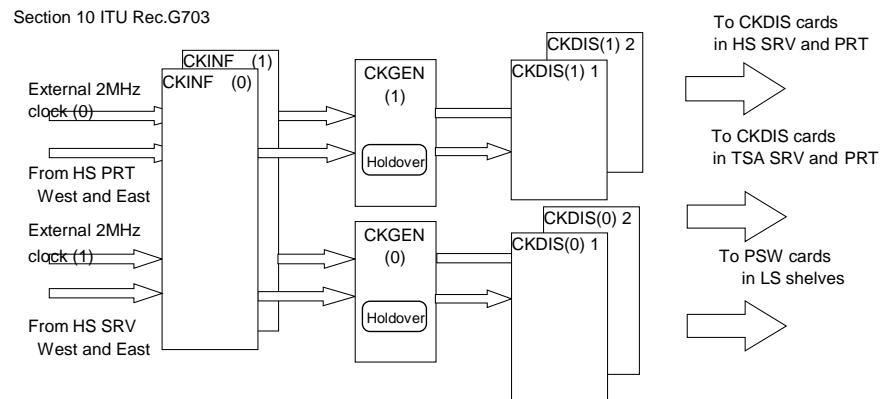 Section 10 ITU Rec.G703
CKINF (1)
CKINF (0)
External 2MHz
clock (0)
From HS PRT
West and East
External 2MHz
clock (1)
From HS SRV
West and East
CKGEN
(1)
Holdover
CKGEN
(0)
Holdover
CKDIS(1) 2
CKDIS(1) 1
CKDIS(0) 2
CKDIS(0) 1
To CKDIS cards
in HS SRV and PRT
To CKDIS cards
in TSA SRV and PRT
To PSW cards
in LS shelves